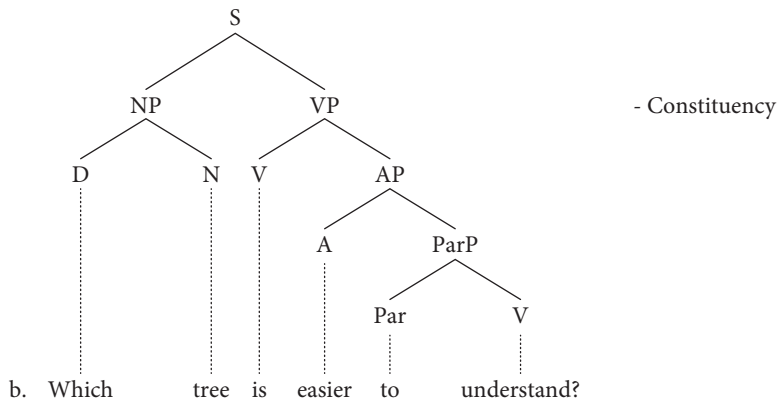 S
NP VP - Constituency
D N V AP
A ParP
Par V
b. Which tree is easier to understand?